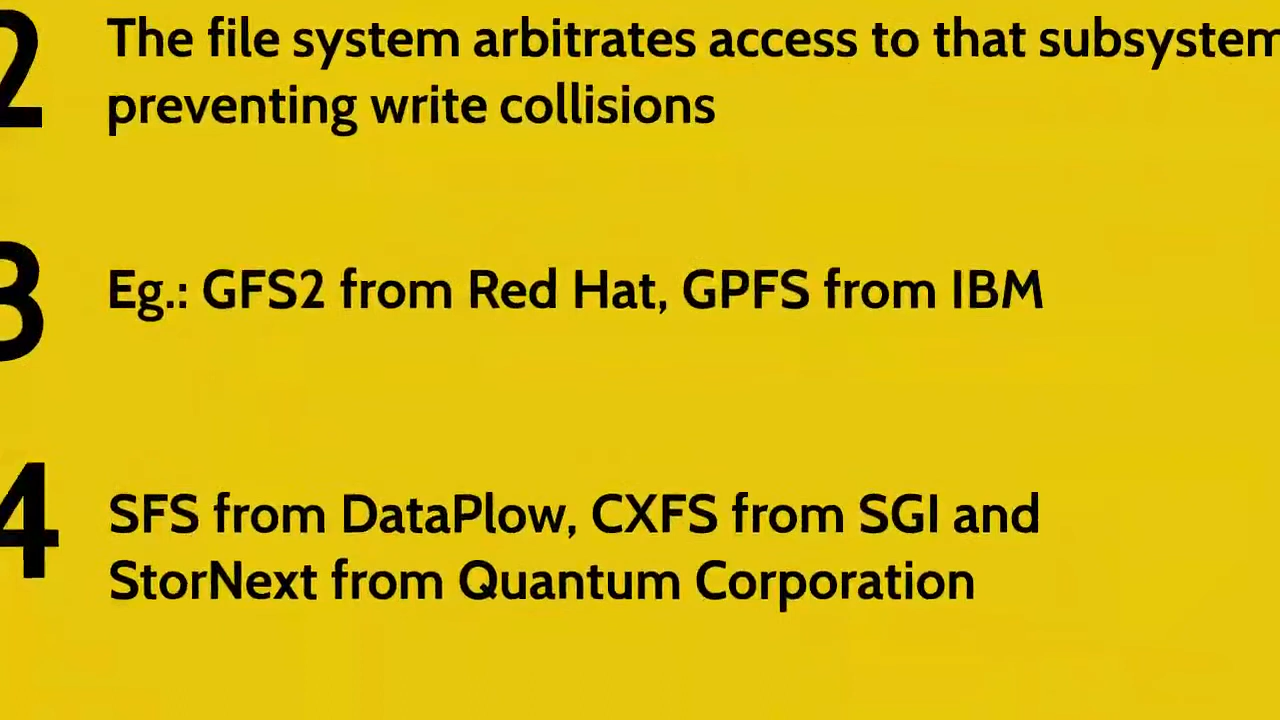 2 The file system arbitrates access to that subsystem
preventing write collisions
3 Eg.: GFS2 from Red Hat, GPFS from IBM
4 SFS from DataPlow, CXFS from SGI and
StorNext from Quantum Corporation